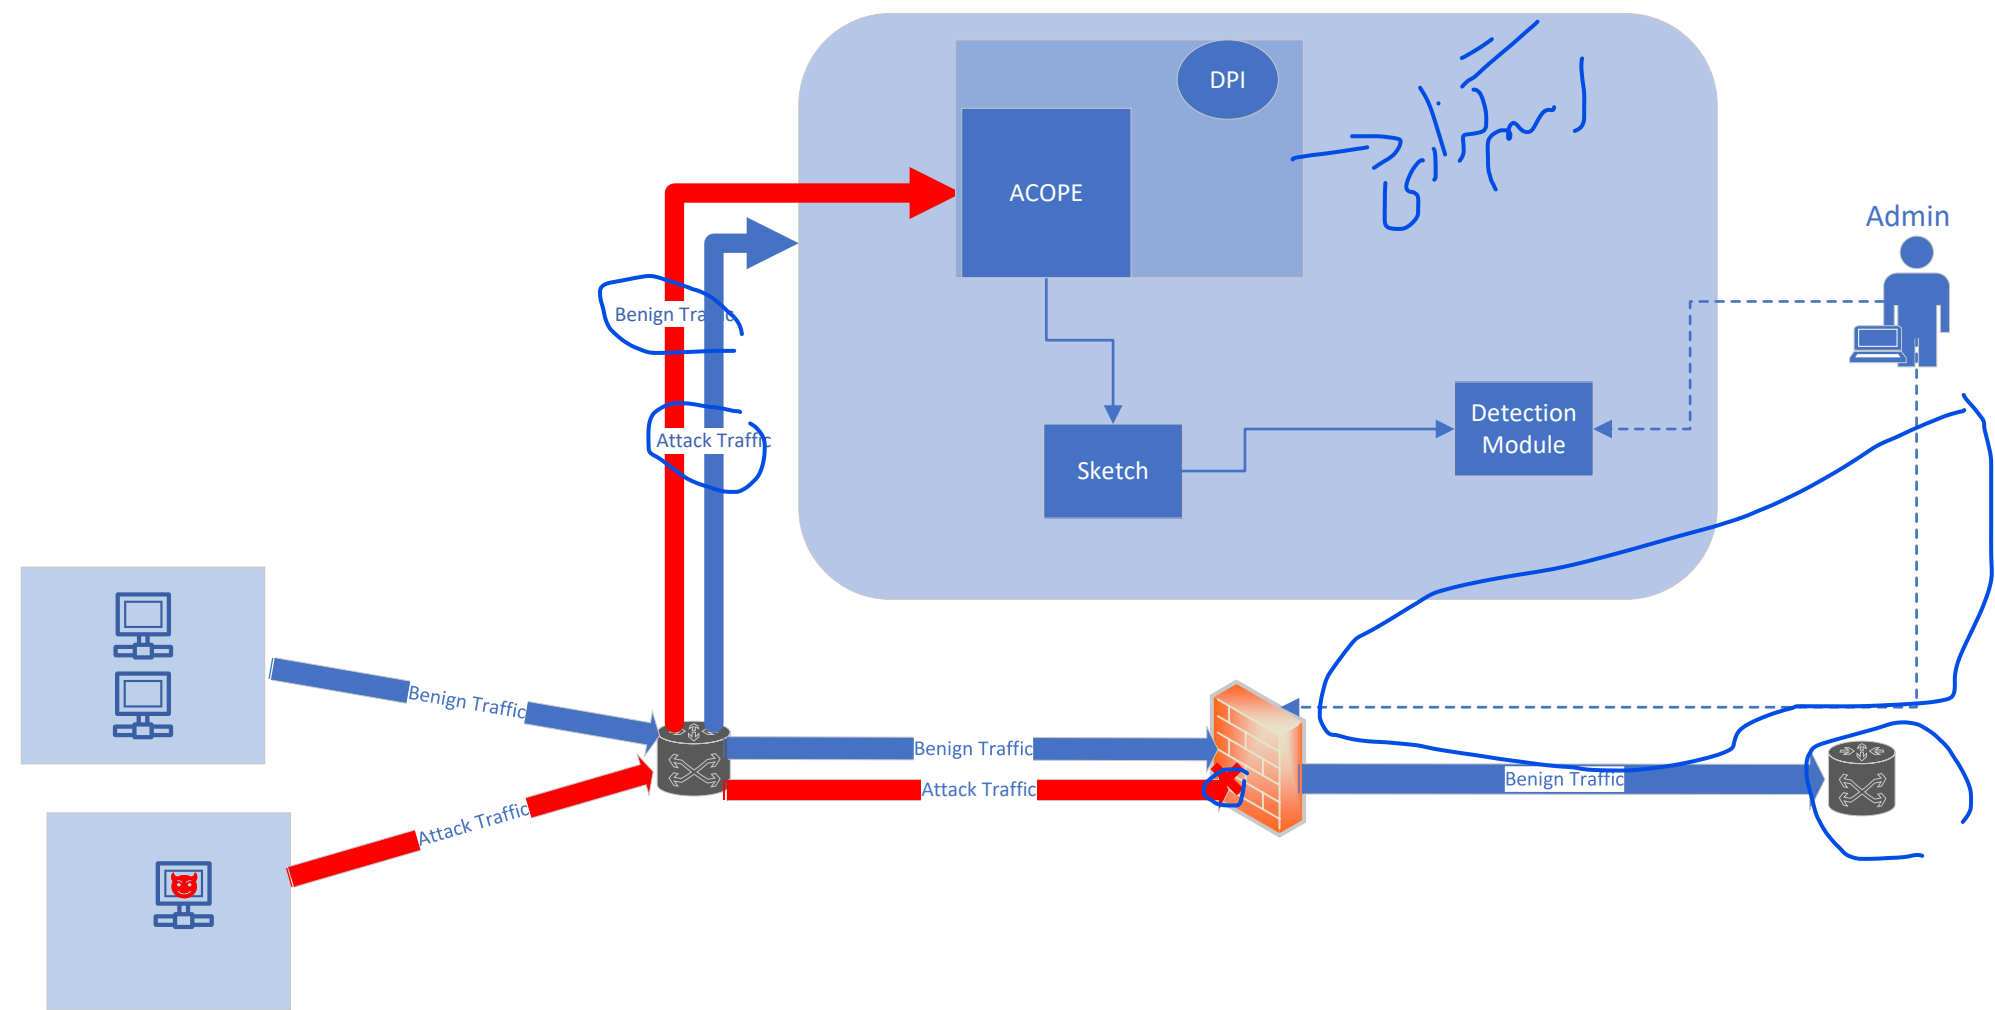 DPI
ACOPE
Admin
Benign Traffic
Attack Traffic
Detection
Module
Sketch
Benign Traffic
Benign Traffic
Attack Traffic
Attack Traffic
Benign Traffic